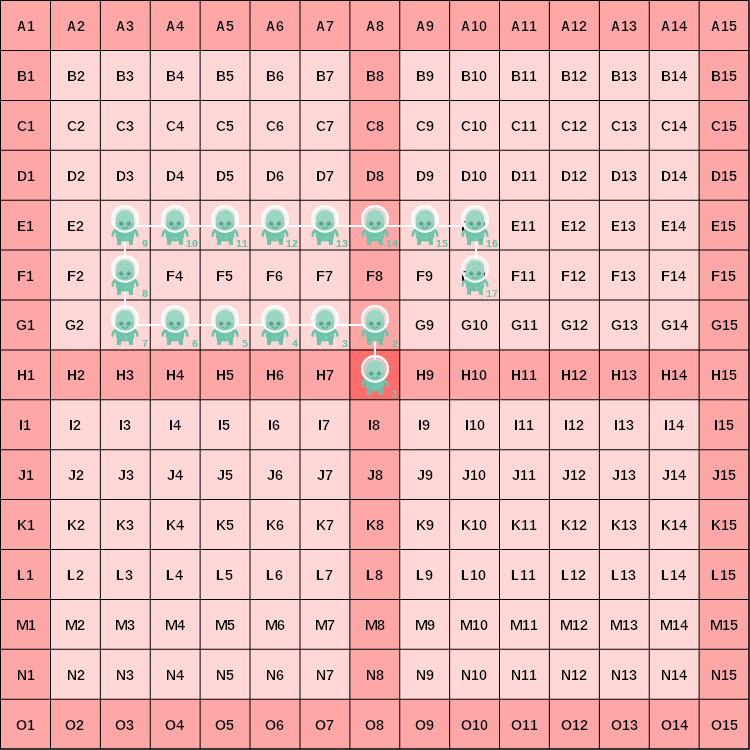 A1 A2 A3 A4 A5 A6 A7 A8 A9 A10 A11 A12 A13 A14 A15
B1 B2 B3 B4 B5 B6 B7 B8 B9 B10 B11 B12 B13 B14 B15
C1 C2 C3 C4 C5 C6 C7 C8 C9 C10 C11 C12 C13 C14 C15
D1 D2 D3 D4 D5 D6 D7 D8 D9 D10 D11 D12 D13 D14 D15
E1 E2 9 10 11 12 13 14 15 16 E11 E12 E13 E14 E15
F1 F2 8 F4 F5 F6 F7 F8 F9 17 F11 F12 F13 F14 F15
G1 G2 7 6 5 4 3 2 G9 G10 G11 G12 G13 G14 G15
H1 H2 H3 H4 H5 H6 H7 1 H9 H10 H11 H12 H13 H14 H15
I1 I2 I3 I4 I5 I6 I7 I8 I9 I10 I11 I12 I13 I14 I15
J1 J2 J3 J4 J5 J6 J7 J8 J9 J10 J11 J12 J13 J14 J15
K1 K2 K3 K4 K5 K6 K7 K8 K9 K10 K11 K12 K13 K14 K15
L1 L2 L3 L4 L5 L6 L7 L8 L9 L10 L11 L12 L13 L14 L15
M1 M2 M3 M4 M5 M6 M7 M8 M9 M10 M11 M12 M13 M14 M15
N1 N2 N3 N4 N5 N6 N7 N8 N9 N10 N11 N12 N13 N14 N15
O1 O2 O3 O4 O5 O6 O7 O8 O9 O10 O11 O12 O13 O14 O15